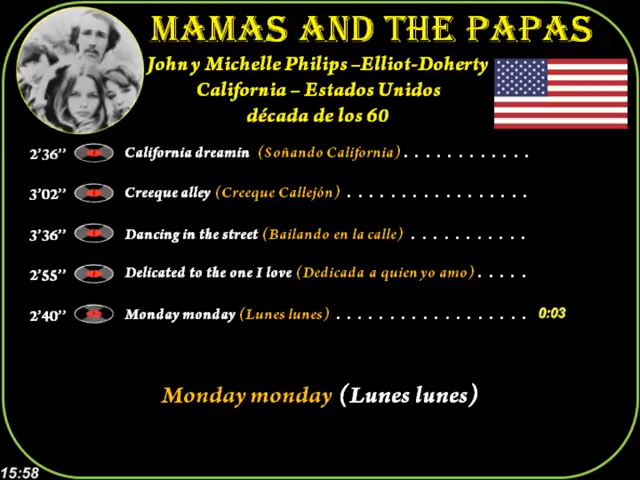 MAMAS AND THE PAPAS
John y Michelle Philips –Elliot-Doherty
California – Estados Unidos
década de los 60
2’36’’ California dreamin (Soñando California) . . . . . . . . . . . .
3’02’’ Creeque alley (Creeque Callejón) . . . . . . . . . . . . . . . . .
3’36’’ Dancing in the street (Bailando en la calle) . . . . . . . . . . .
2’55’’ Delicated to the one I love (Dedicada a quien yo amo) . . . . .
2’40’’ Monday monday (Lunes lunes) . . . . . . . . . . . . . . . . . . 0:03
Monday monday (Lunes lunes)
15:58